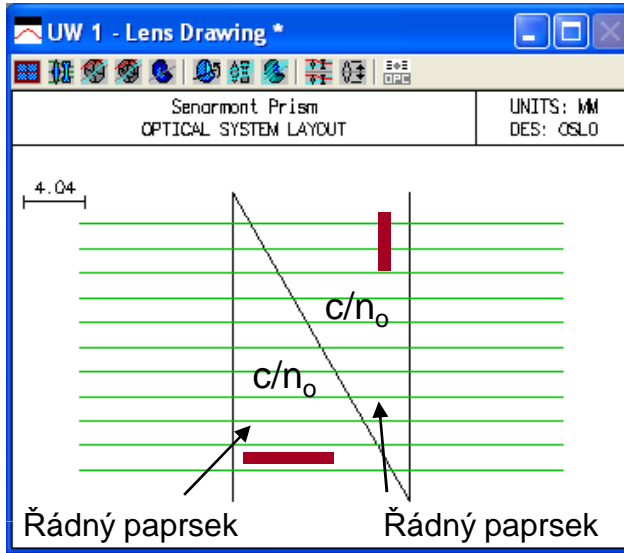 UW 1 - Lens Drawing *
OPC
Senarmont Prism
OPTICAL SYSTEM LAYOUT
UNITS: MM
DES: OSLO
4.04
c/nₒ
c/nₒ
Řádný paprsek
Řádný paprsek